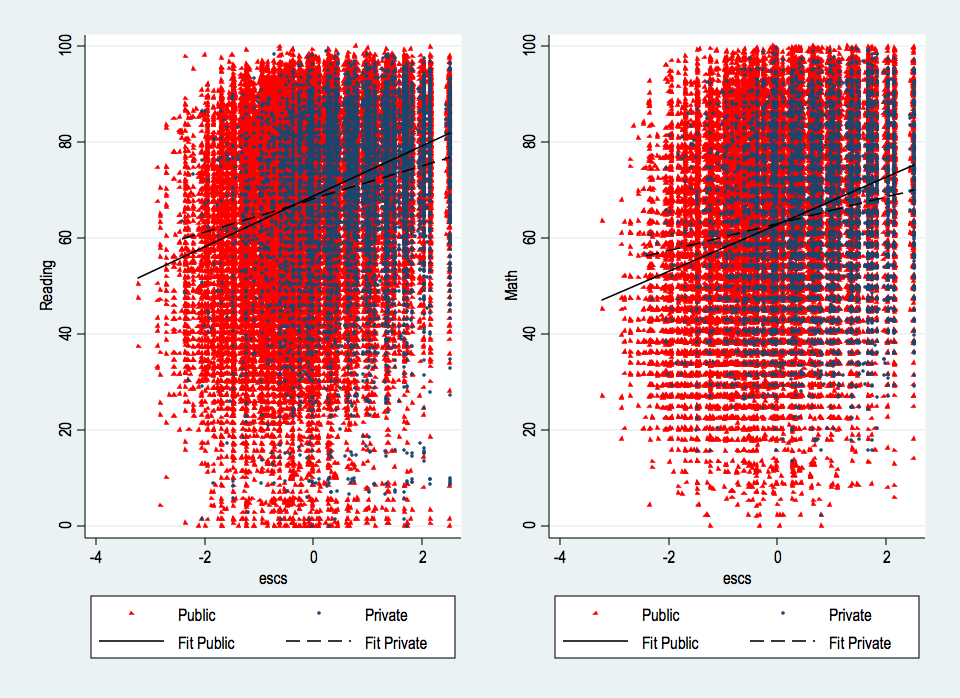 Reading
100
80
60
40
20
0
-4 -2 0 2
escs
Public Private
Fit Public Fit Private
Math
100
80
60
40
20
0
-4 -2 0 2
escs
Public Private
Fit Public Fit Private